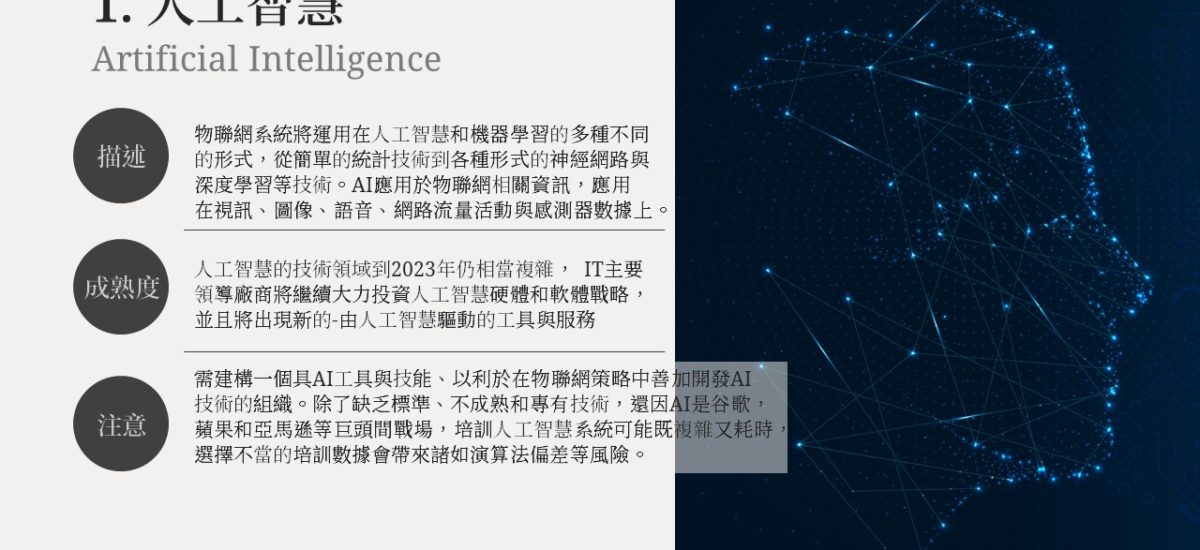 1. 人工智慧
Artificial Intelligence
描述
物聯網系統將運用在人工智慧和機器學習的多種不同
的形式，從簡單的統計技術到各種形式的神經網路與
深度學習等技術。AI應用於物聯網相關資訊，應用
在視訊、圖像、語音、網路流量活動與感測器數據上。
成熟度
人工智慧的技術領域到2023年仍相當複雜， IT主要
領導廠商將繼續大力投資人工智慧硬體和軟體戰略，
並且將出現新的-由人工智慧驅動的工具與服務
注意
需建構一個具AI工具與技能、以利於在物聯網策略中善加開發AI
技術的組織。除了缺乏標準、不成熟和專有技術，還因AI是谷歌，
蘋果和亞馬遜等巨頭間戰場，培訓人工智慧系統可能既複雜又耗時，
選擇不當的培訓數據會帶來諸如演算法偏差等風險。